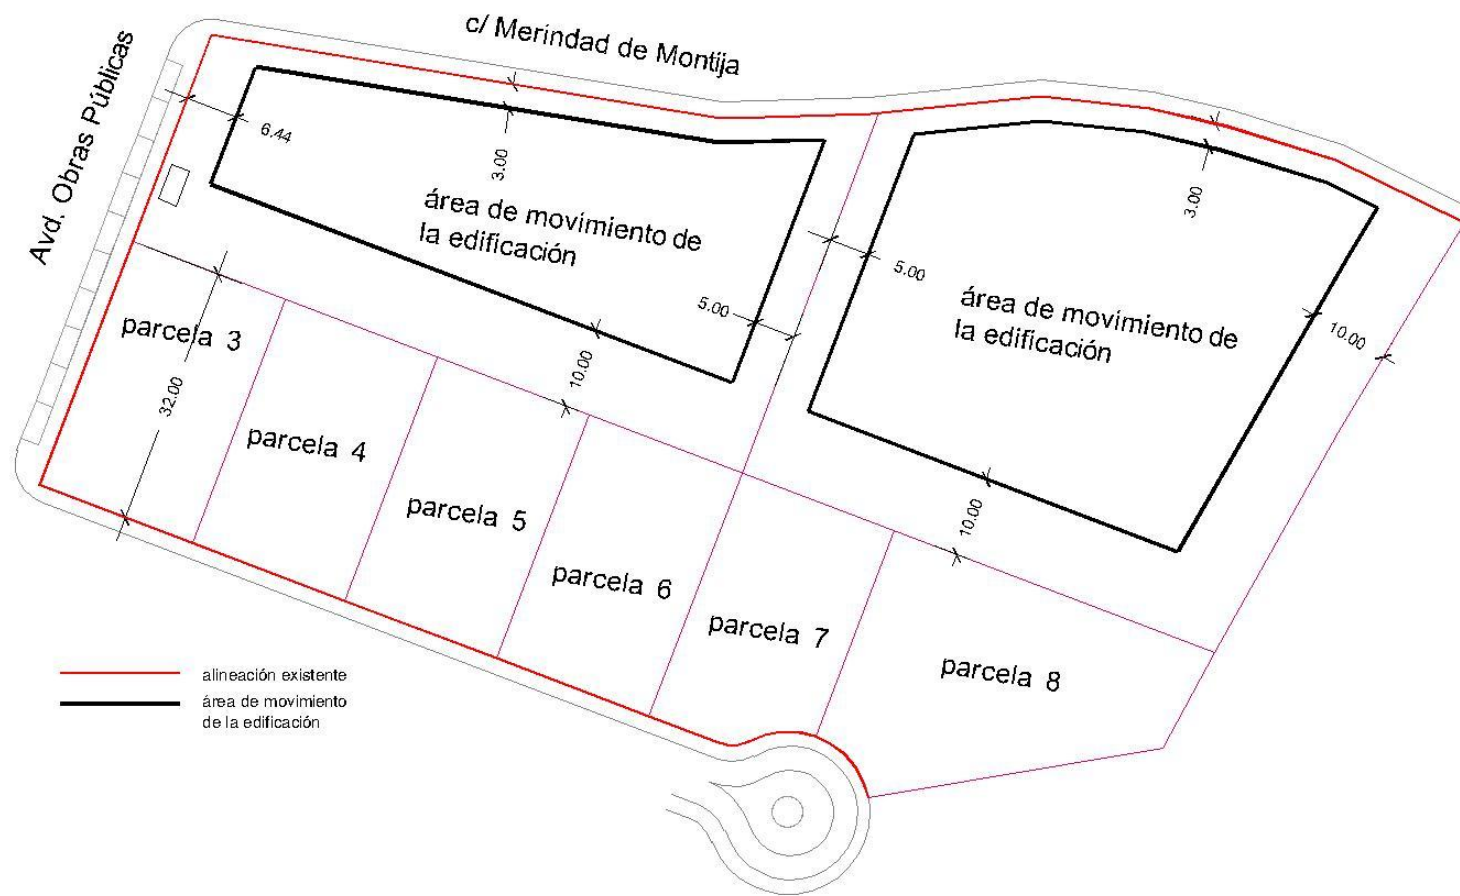 c/ Merindad de Montija
Avd. Obras Públicas
6.44
3.00
área de movimiento de
la edificación
5.00
5.00
3.00
área de movimiento de
la edificación
10.00
10.00
10.00
32.00
parcela 3
parcela 4
parcela 5
parcela 6
parcela 7
parcela 8
alineación existente
área de movimiento
de la edificación